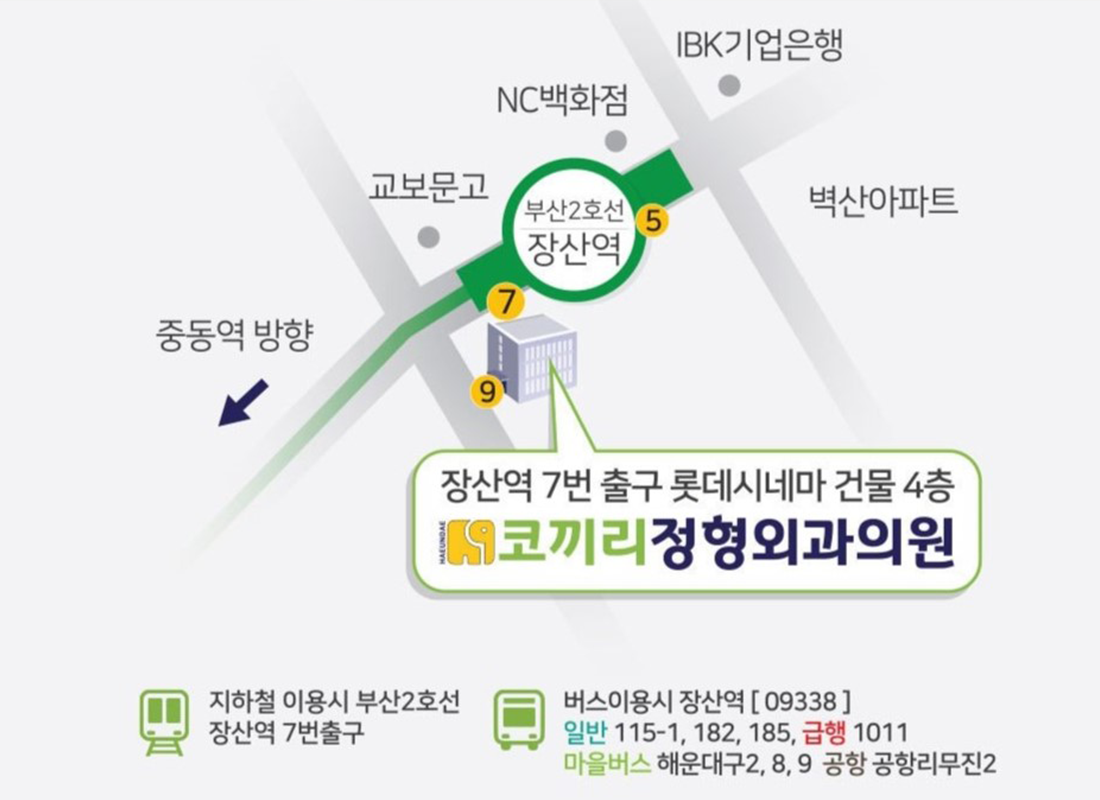 IBK기업은행
NC백화점
교보문고
부산2호선
장산역
5
벽산아파트
7
중동역 방향
9
장산역 7번 출구 롯데시네마 건물 4층
HAEUNDAE 코끼리정형외과의원
지하철 이용시 부산2호선
장산역 7번출구
버스이용시 장산역 [ 09338 ]
일반 115-1, 182, 185, 급행 1011
마을버스 해운대구2, 8, 9 공항 공항리무진2